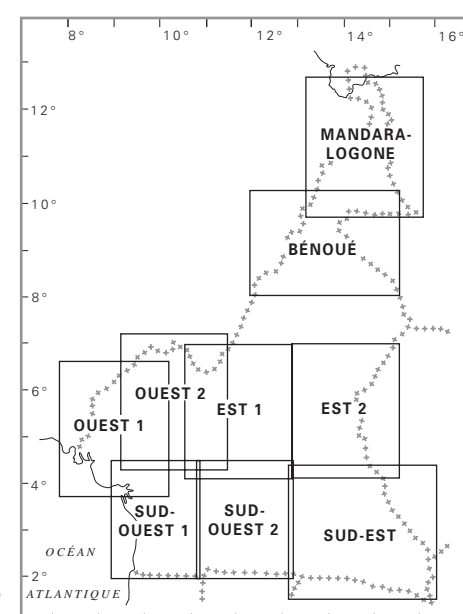 8° 10° 12° 14° 16°
12°
MANDARA-
LOGONE
10°
BÉNOUÉ
8°
6°
OUEST 2
EST 1
EST 2
OUEST 1
4°
SUD-
OUEST 1
SUD-
OUEST 2
SUD-EST
OCÉAN
2°
ATLANTIQUE